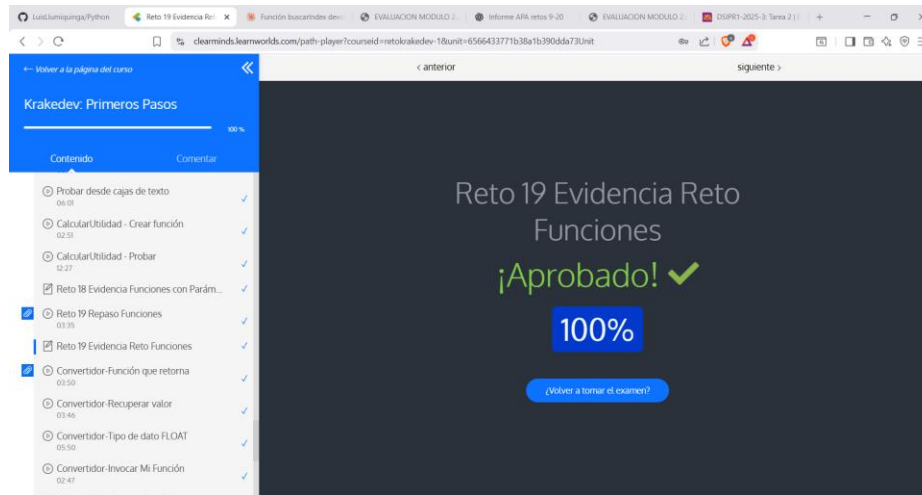 LuisLlumiquinga/Python
Reto 19 Evidencia Ret
Función buscarIndex dev
EVALUACION MODULO 2
Informe APA retos 9-20
EVALUACION MODULO 2
DSIPR1-2025-3: Tarea 2 |
clearminds.learnworlds.com/path-player?courseid=retokrakedev-1&unit=6566433771b38a1b390dda73Unit
← Volver a la página del curso
Krakedev: Primeros Pasos
100 %
Contenido
Comentar
Probar desde cajas de texto
06:01
CalcularUtilidad - Crear función
02:51
CalcularUtilidad - Probar
12:27
Reto 18 Evidencia Funciones con Parám...
Reto 19 Repaso Funciones
03:35
Reto 19 Evidencia Reto Funciones
Convertidor-Función que retorna
03:50
Convertidor-Recuperar valor
03:46
Convertidor-Tipo de dato FLOAT
05:50
Convertidor-Invocar Mi Función
02:47
< anterior
siguiente >
Reto 19 Evidencia Reto
Funciones
¡Aprobado!
100%
¿Volver a tomar el examen?